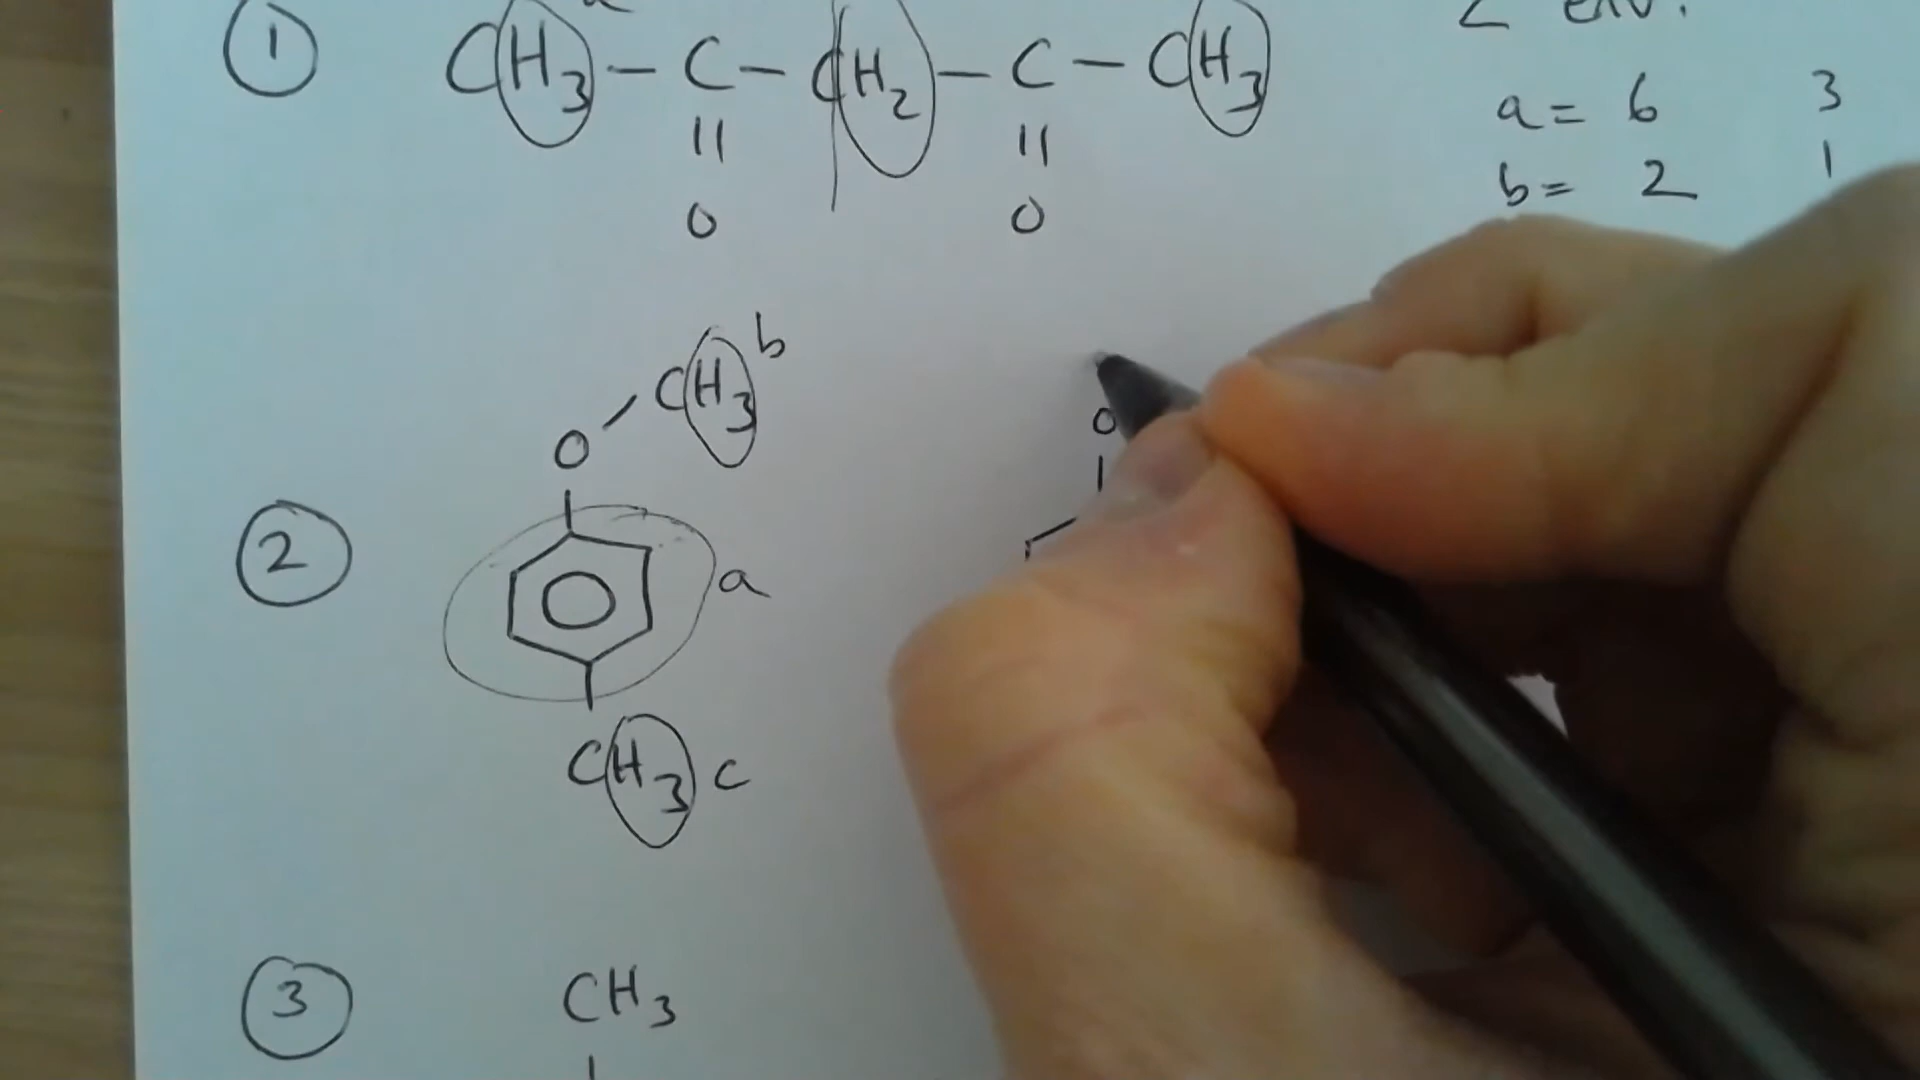 ① CH3 – C – CH2 – C – CH3
a = 6 3
b = 2 1
|| ||
O O
CH3 b
O
O
② a
CH3 c
③ CH3